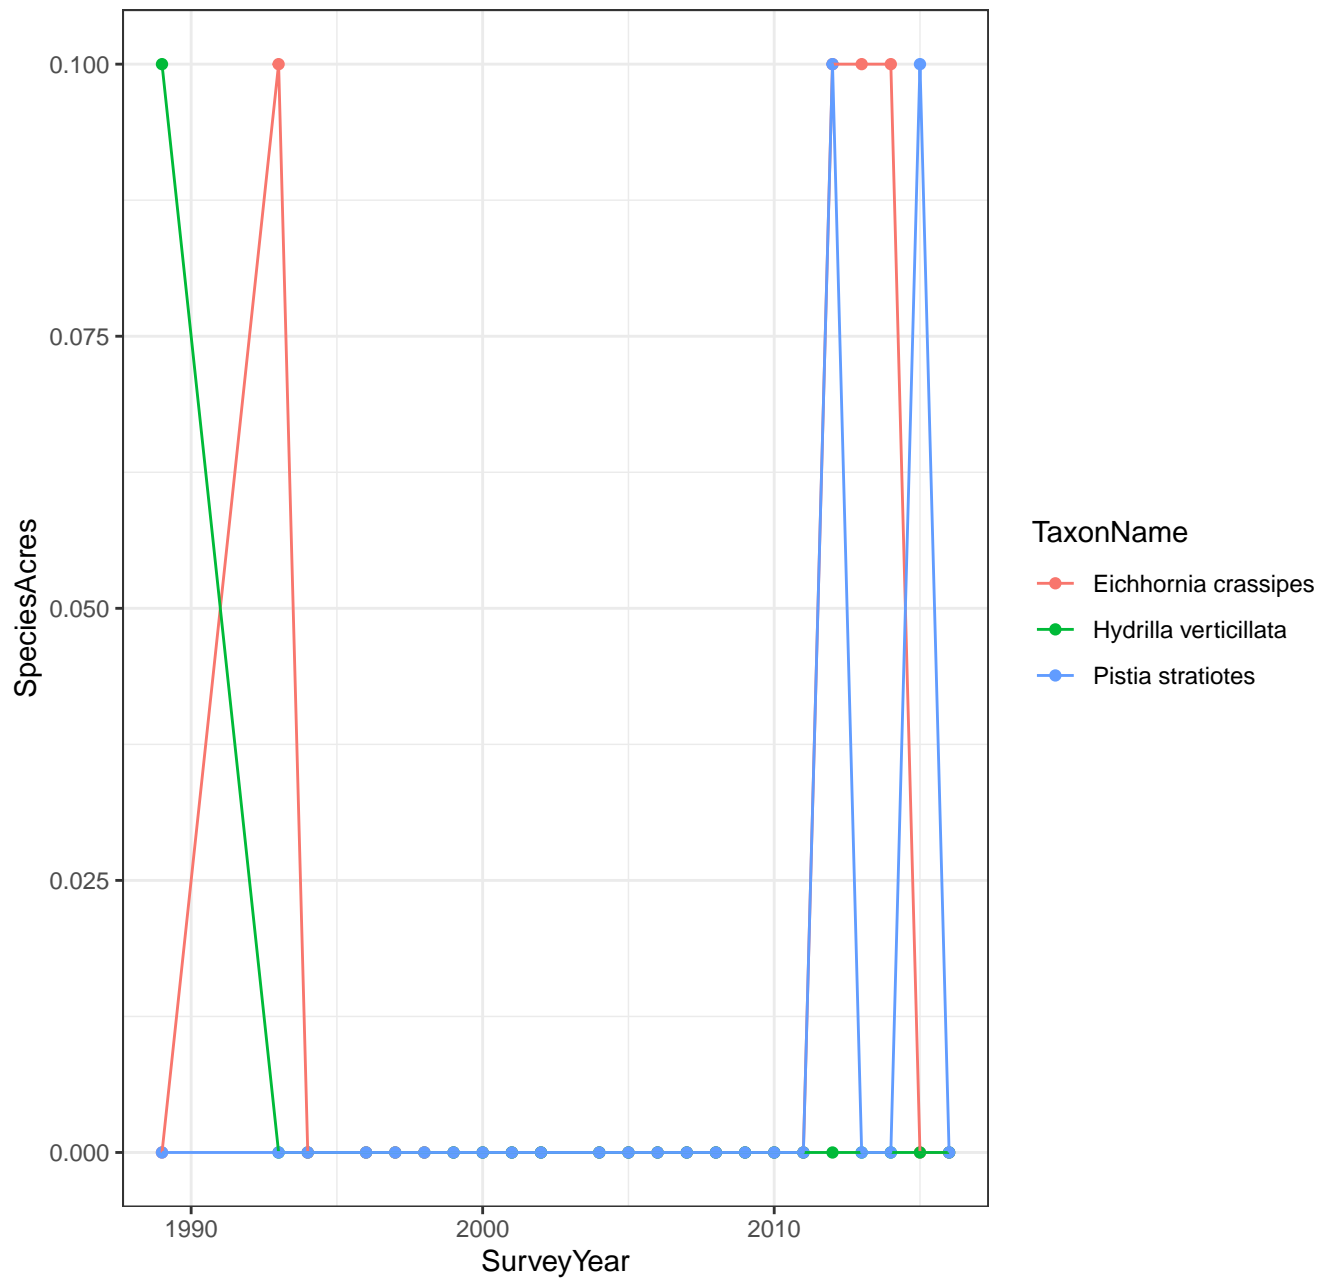 0.100
0.075
0.050
0.025
0.000
SpeciesAcres
1990
2000
2010
SurveyYear
TaxonName
Eichhornia crassipes
Hydrilla verticillata
Pistia stratiotes